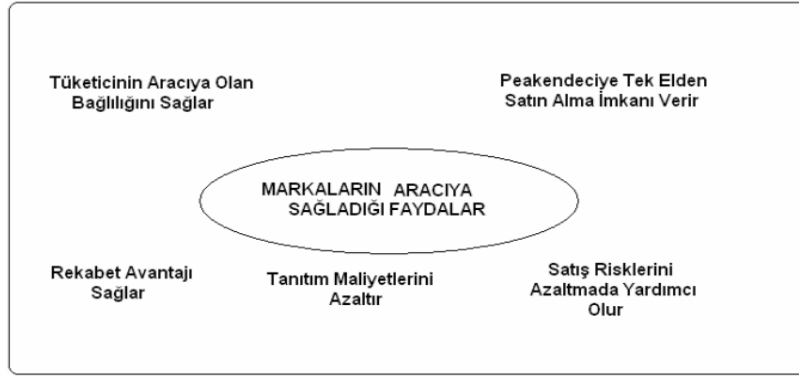 Tüketicinin Aracıya Olan
Bağlılığını Sağlar
Peakendeciye Tek Elden
Satın Alma İmkanı Verir
MARKALARIN ARACIYA
SAĞLADIĞI FAYDALAR
Rekabet Avantajı
Sağlar
Tanıtım Maliyetlerini
Azaltır
Satış Risklerini
Azaltmada Yardımcı
Olur